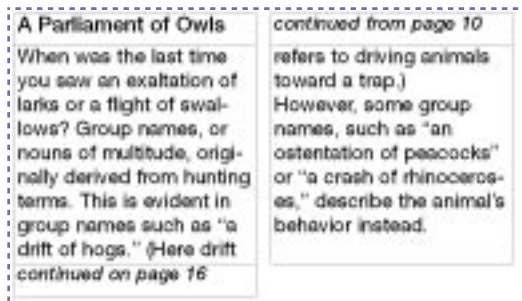 A Parliament of Owls
When was the last time
you saw an exaltation of
larks or a flight of swal-
lows? Group names, or
nouns of multitude, origi-
nally derived from hunting
terms. This is evident in
group names such as "a
drift of hogs." (Here drift
continued on page 16
continued from page 10
refers to driving animals
toward a trap.)
However, some group
names, such as "an
ostentation of peacocks"
or "a crash of rhinoceros-
es," describe the animal's
behavior instead.